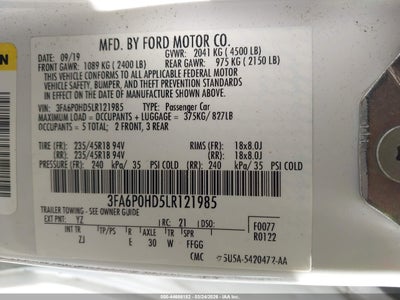 MFD. BY FORD MOTOR CO.
09/19 GVWR: 2041 KG (4500 LB)
FRONT GAWR: 1089 KG (2400 LB) REAR GAWR: 975 KG (2150 LB)
THIS VEHICLE CONFORMS TO ALL APPLICABLE FEDERAL MOTOR
VEHICLE SAFETY, BUMPER, AND THEFT PREVENTION STANDARDS
IN EFFECT ON THE DATE OF MANUFACTURE SHOWN ABOVE.
VIN: 3FA6P0HD5LR121985 TYPE: Passenger Car
MAXIMUM LOAD = OCCUPANTS + LUGGAGE = 375KG/827LB
OCCUPANTS = 5 TOTAL: 2 FRONT, 3 REAR
TIRE (FR): 235/45R18 94V RIMS (FR): 18x8.0J
(RR): 235/45R18 94V (RR): 18x8.0J
PRESSURE (FR): 240 kPa/ 35 PSI COLD (RR): 240 kPa/ 35 PSI COLD
3FA6P0HD5LR121985
TRAILER TOWING - SEE OWNER GUIDE
EXT PNT: YZ RC: 21 DSO: F0077
R0122
INT TR TP/PS R AXLE TR SPR
ZJ E 30 W FFGG
CMC